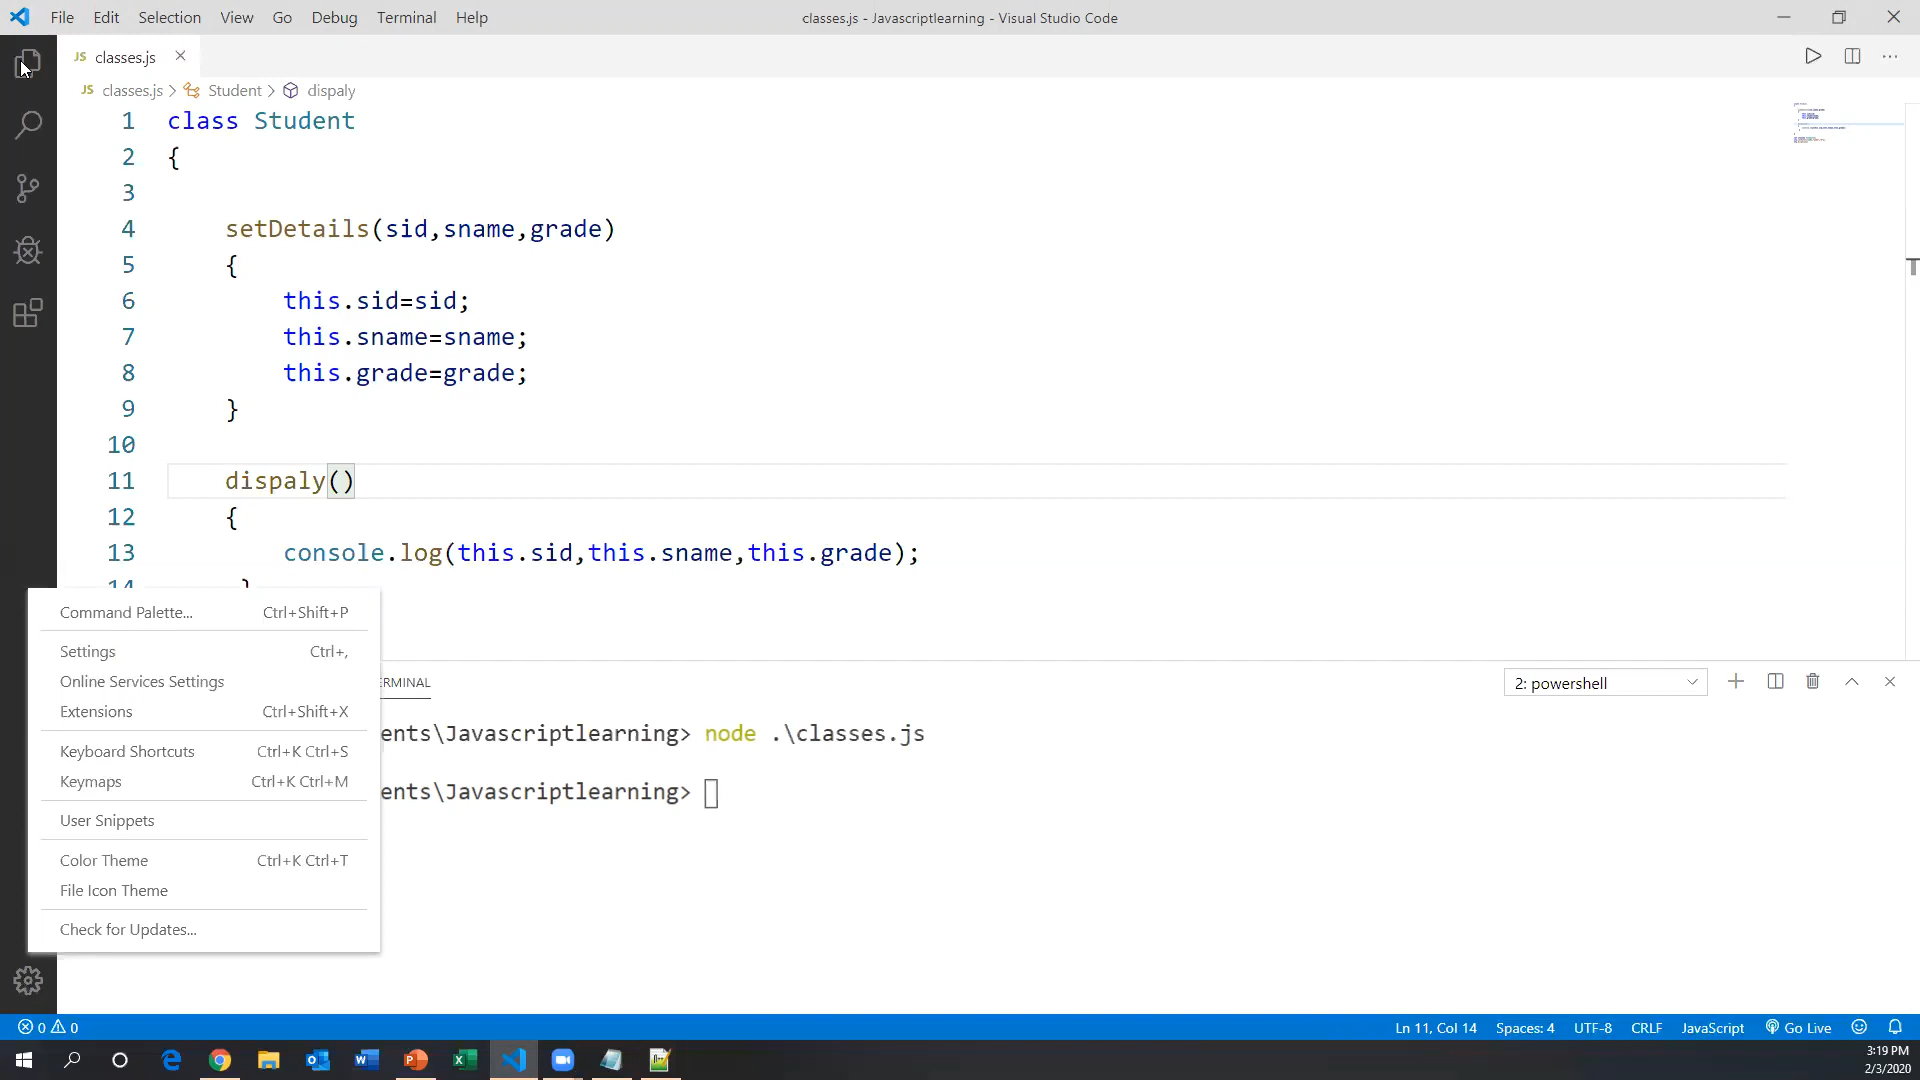 File Edit Selection View Go Debug Terminal Help
classes.js - Javascriptlearning - Visual Studio Code
JS classes.js
JS classes.js > Student > dispaly
1 class Student
2 {
3
4 setDetails(sid,sname,grade)
5 {
6 this.sid=sid;
7 this.sname=sname;
8 this.grade=grade;
9 }
10
11 dispaly()
12 {
13 console.log(this.sid,this.sname,this.grade);
14 }
Command Palette... Ctrl+Shift+P
Settings Ctrl+,
Online Services Settings
Extensions Ctrl+Shift+X
Keyboard Shortcuts Ctrl+K Ctrl+S
Keymaps Ctrl+K Ctrl+M
User Snippets
Color Theme Ctrl+K Ctrl+T
File Icon Theme
Check for Updates...
ERMINAL
2: powershell
ents\Javascriptlearning> node .\classes.js
ents\Javascriptlearning>
0 0
Ln 11, Col 14 Spaces: 4 UTF-8 CRLF JavaScript Go Live
3:19 PM
2/3/2020